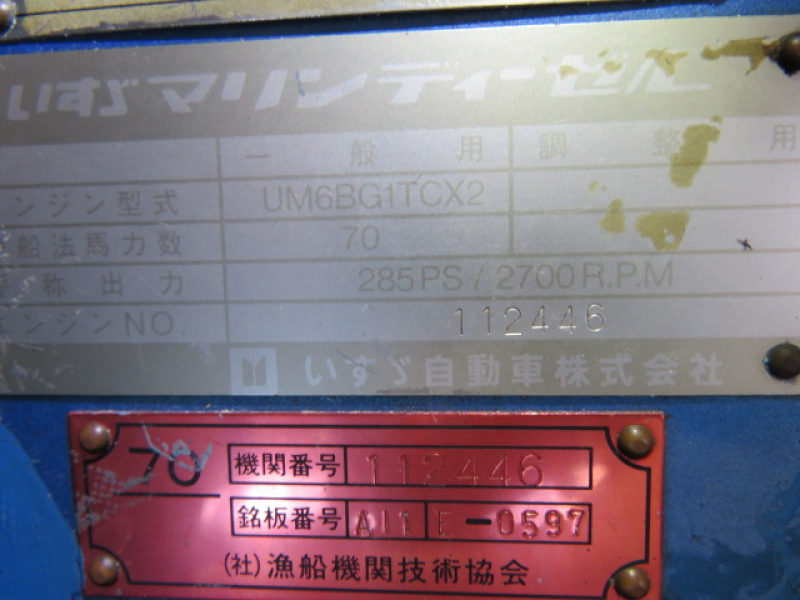 いすゞマリンディーゼル
一般用 調整用
ンジン型式 UM6BG1TCX2
船法馬力数 70
称出力 285PS/2700R.P.M
ンジンNO. 112446
いすゞ自動車株式会社
70 機関番号 112446
銘板番号 A11 E-0597
(社)漁船機関技術協会